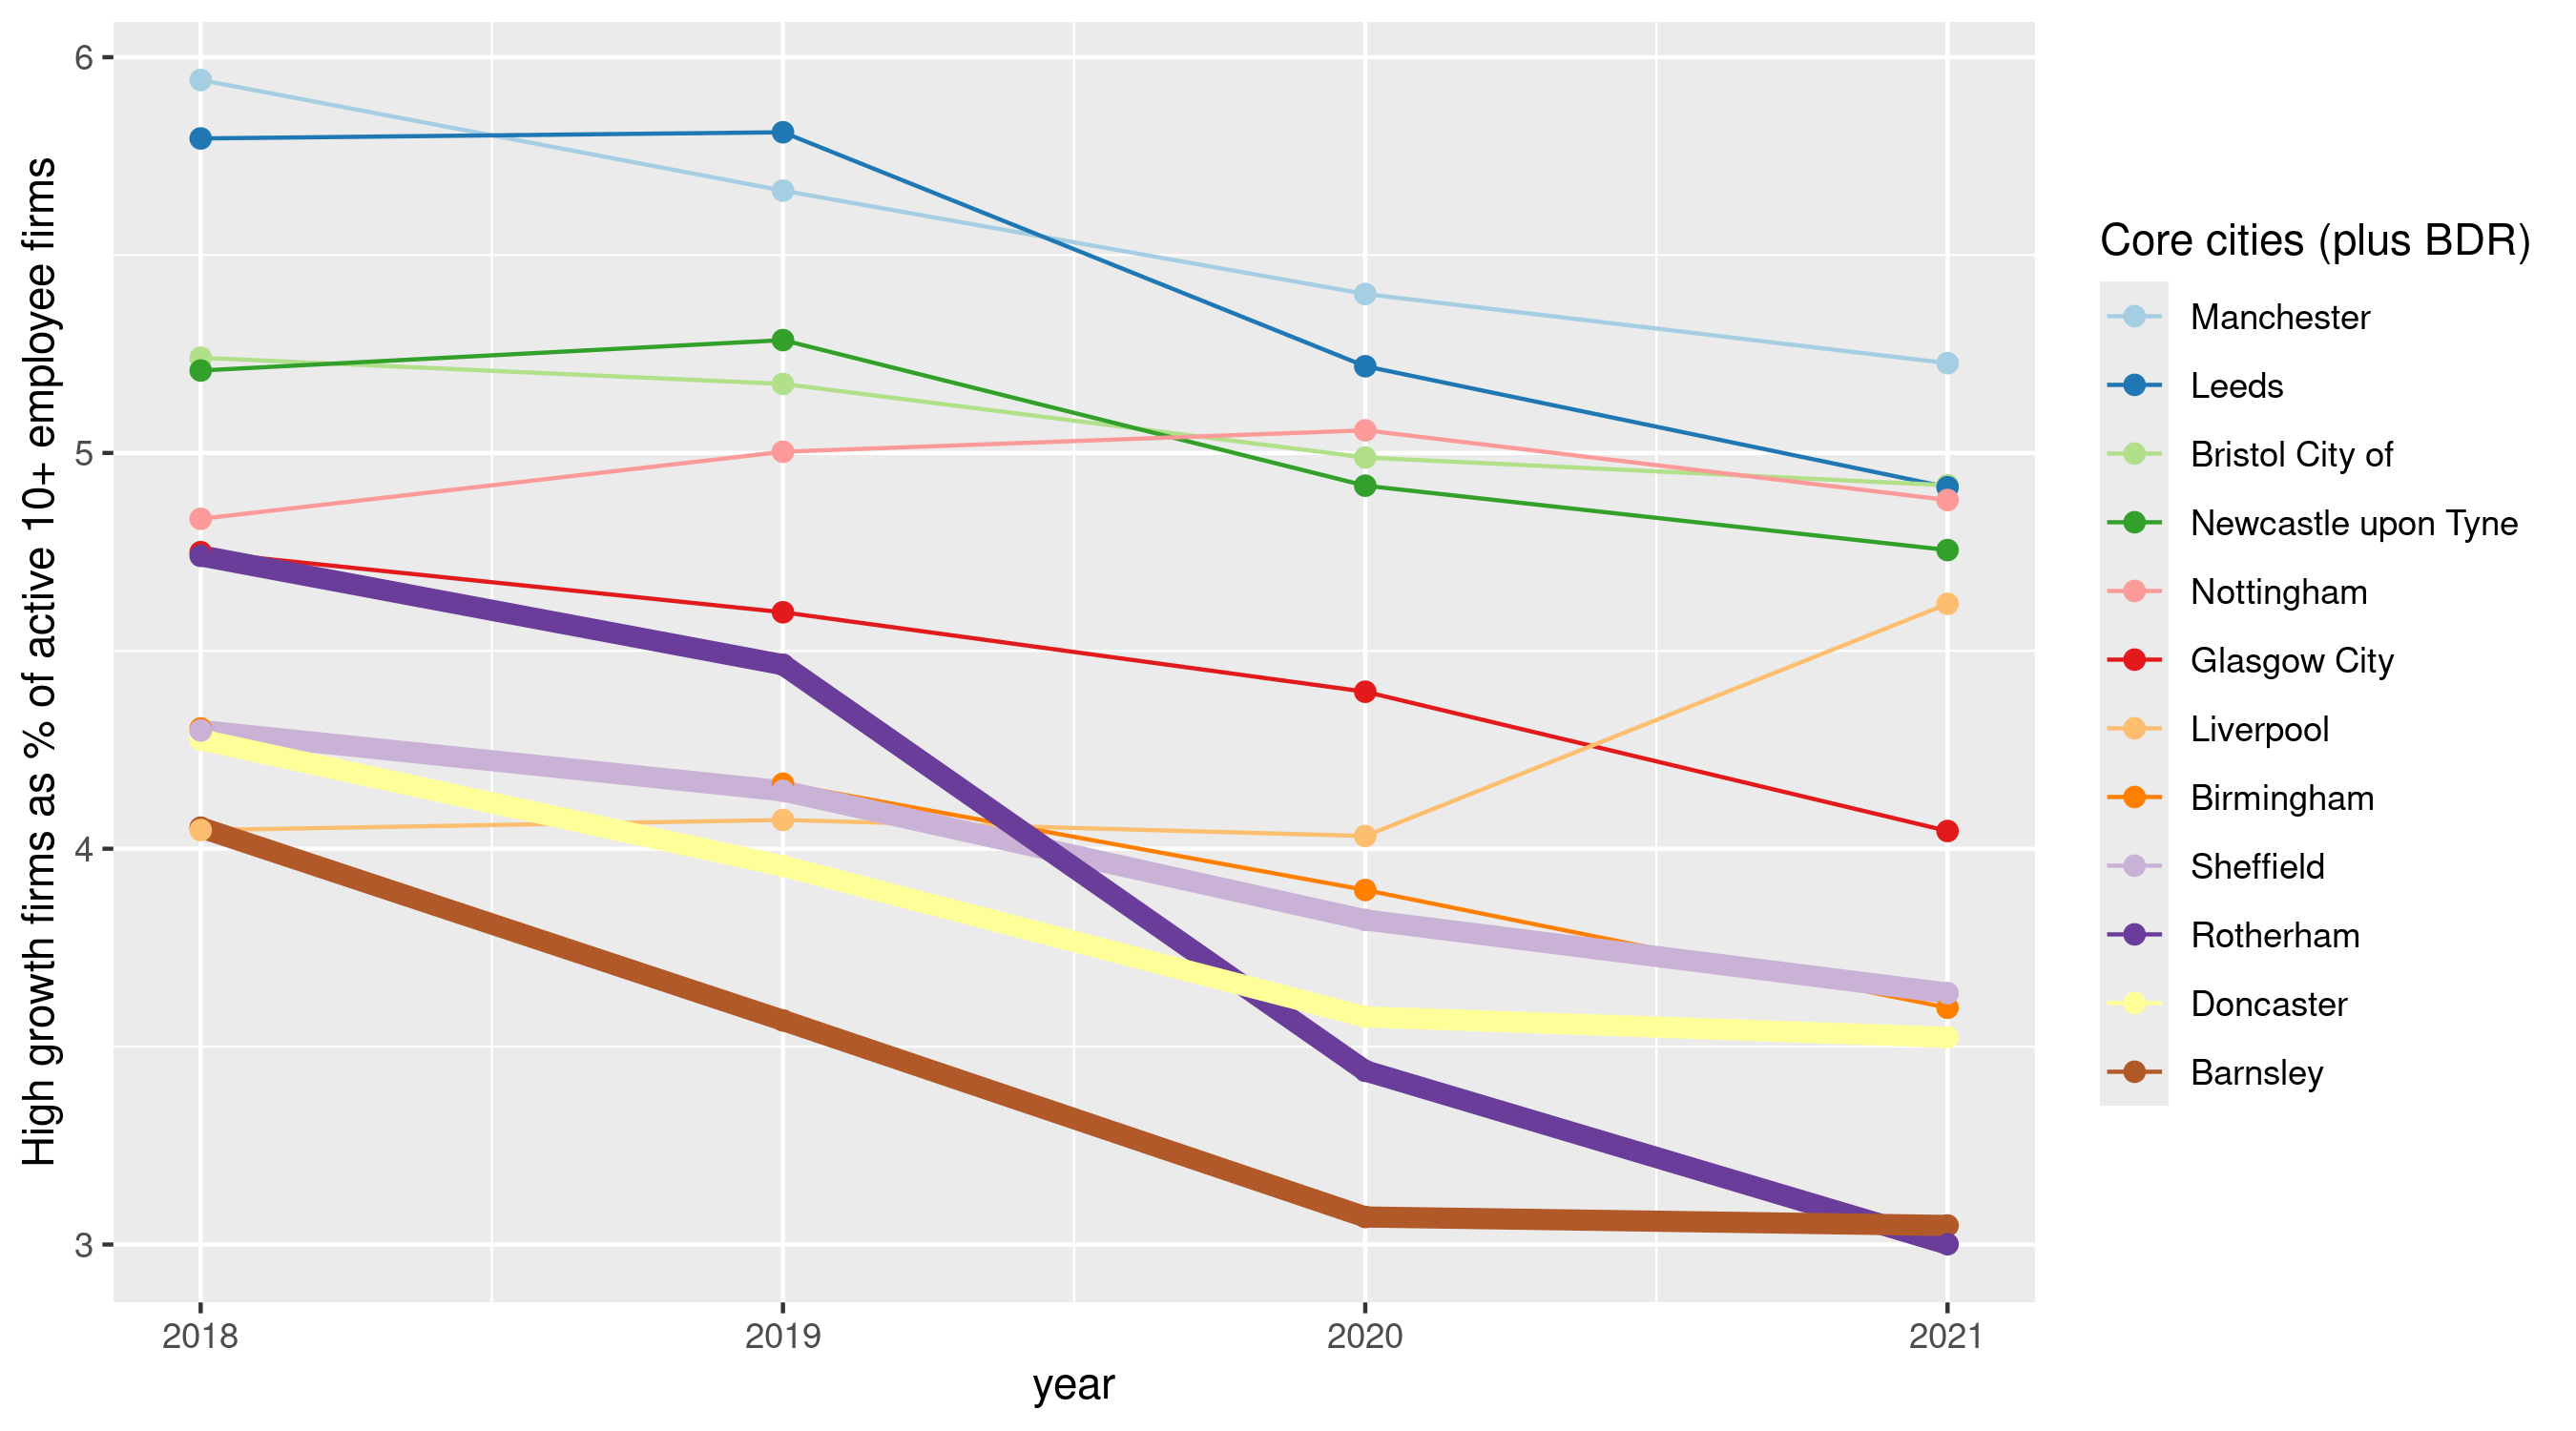 High growth firms as % of active 10+ employee firms
6
5
4
3
2018
2019
2020
2021
year
Core cities (plus BDR)
Manchester
Leeds
Bristol City of
Newcastle upon Tyne
Nottingham
Glasgow City
Liverpool
Birmingham
Sheffield
Rotherham
Doncaster
Barnsley